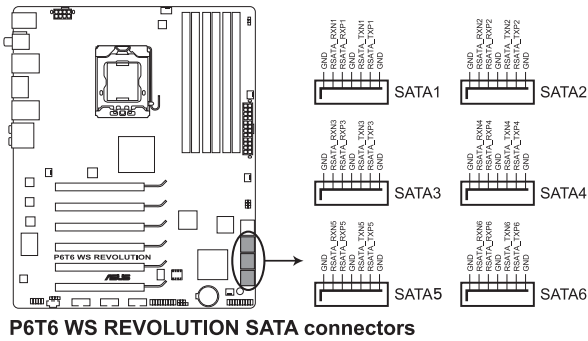 GND
RSATA_RXN1
RSATA_RXP1
GND
RSATA_TXN1
RSATA_TXP1
GND
SATA1
GND
RSATA_RXN2
RSATA_RXP2
GND
RSATA_TXN2
RSATA_TXP2
GND
SATA2
GND
RSATA_RXN3
RSATA_RXP3
GND
RSATA_TXN3
RSATA_TXP3
GND
SATA3
GND
RSATA_RXN4
RSATA_RXP4
GND
RSATA_TXN4
RSATA_TXP4
GND
SATA4
GND
RSATA_RXN5
RSATA_RXP5
GND
RSATA_TXN5
RSATA_TXP5
GND
SATA5
GND
RSATA_RXN6
RSATA_RXP6
GND
RSATA_TXN6
RSATA_TXP6
GND
SATA6
P6T6 WS REVOLUTION
ASUS
P6T6 WS REVOLUTION SATA connectors